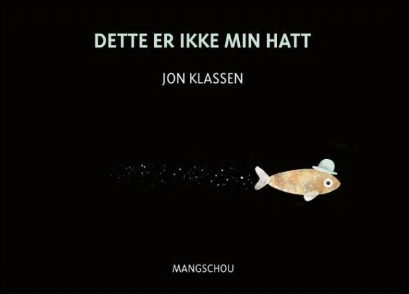 DETTE ER IKKE MIN HATT
JON KLASSEN
MANGSCHOU